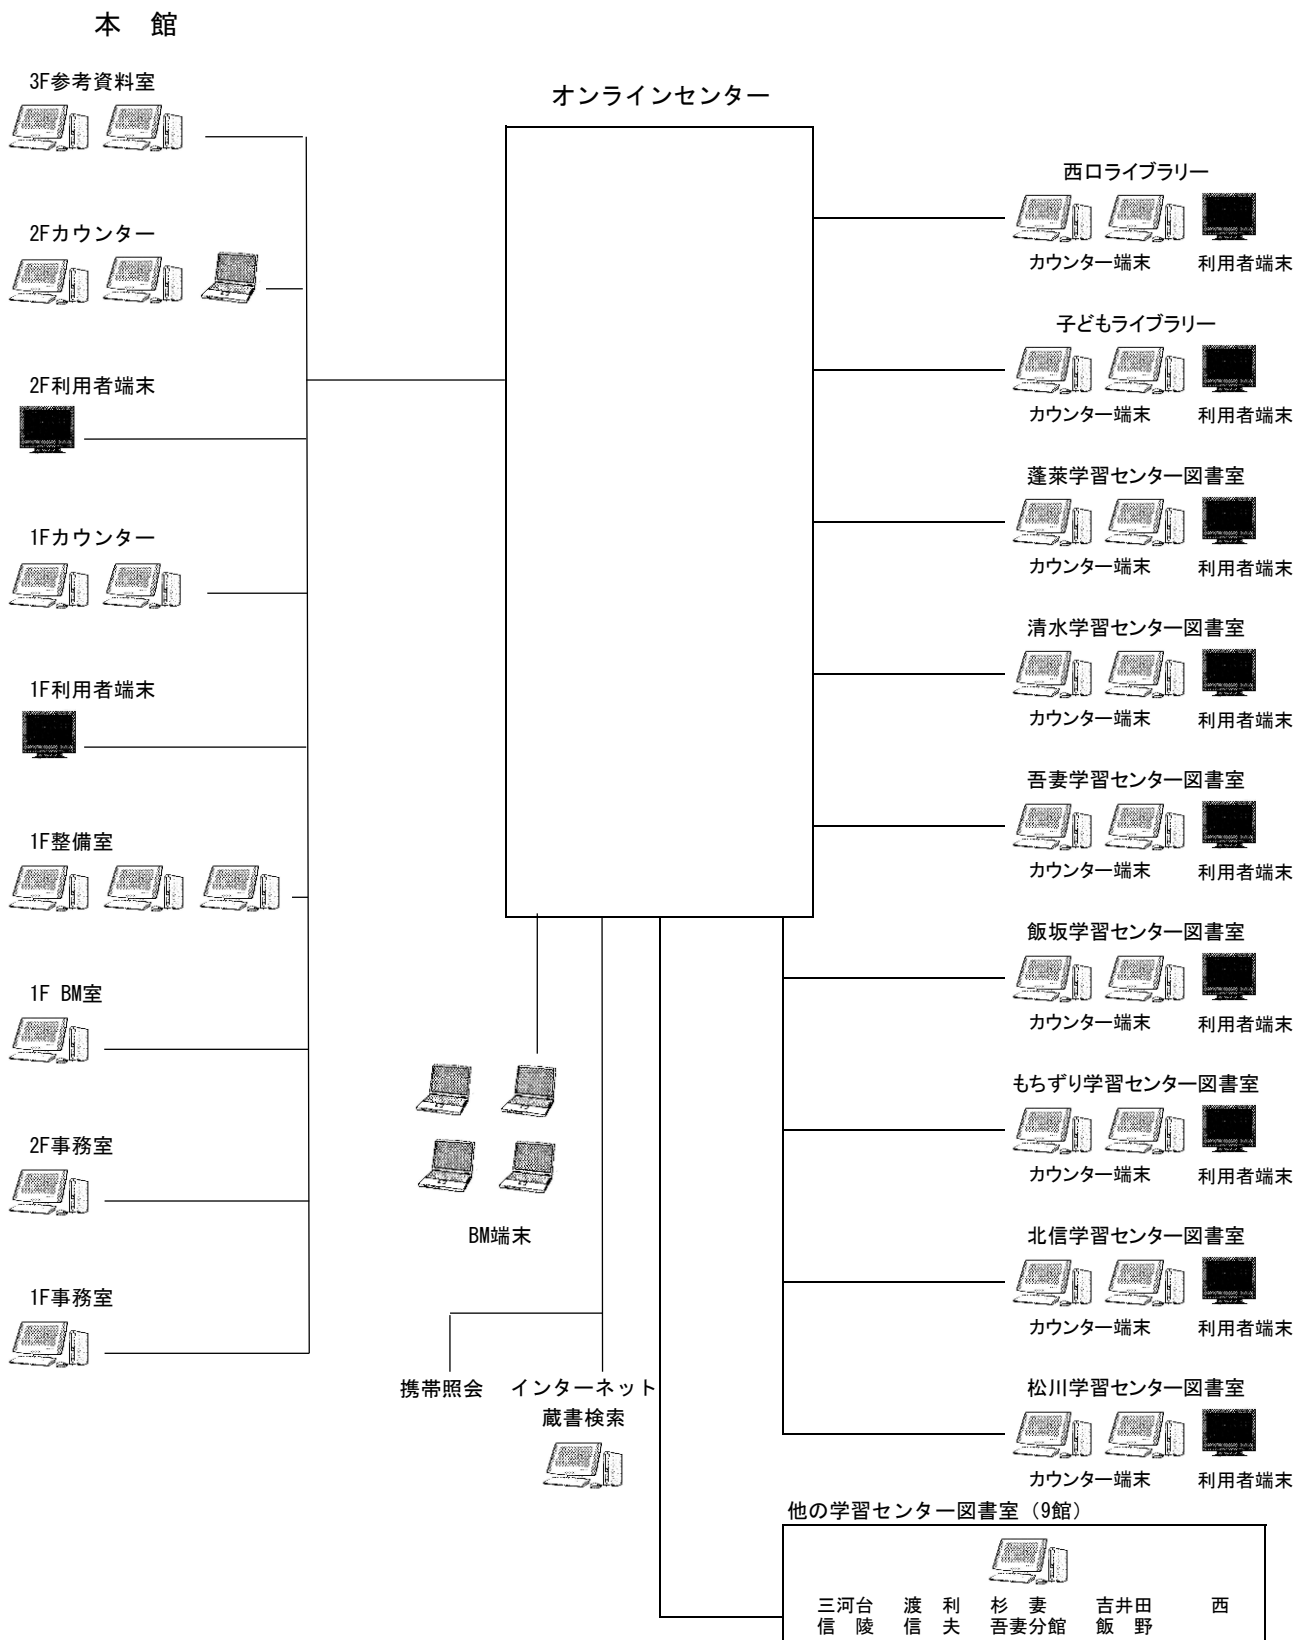 本　館
3F参考資料室
2Fカウンター
2F利用者端末
1Fカウンター
1F利用者端末
1F整備室
1F BM室
2F事務室
1F事務室
オンラインセンター
BM端末
携帯照会
インターネット
蔵書検索
西口ライブラリー
カウンター端末　利用者端末
子どもライブラリー
カウンター端末　利用者端末
蓬莱学習センター図書室
カウンター端末　利用者端末
清水学習センター図書室
カウンター端末　利用者端末
吾妻学習センター図書室
カウンター端末　利用者端末
飯坂学習センター図書室
カウンター端末　利用者端末
もちずり学習センター図書室
カウンター端末　利用者端末
北信学習センター図書室
カウンター端末　利用者端末
松川学習センター図書室
カウンター端末　利用者端末
他の学習センター図書室（9館）
三河台　渡　利　杉　妻　吉井田　西
信　陵　信　夫　吾妻分館　飯　野